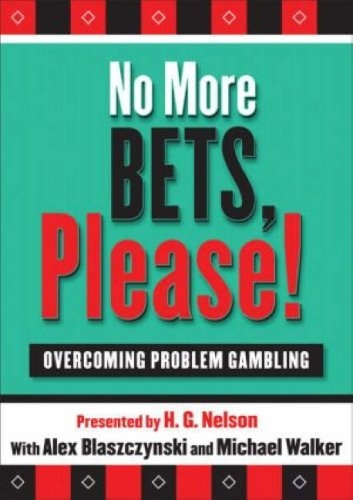 No More
BETS,
Please!
OVERCOMING PROBLEM GAMBLING
Presented by H. G. Nelson
With Alex Blaszczynski and Michael Walker